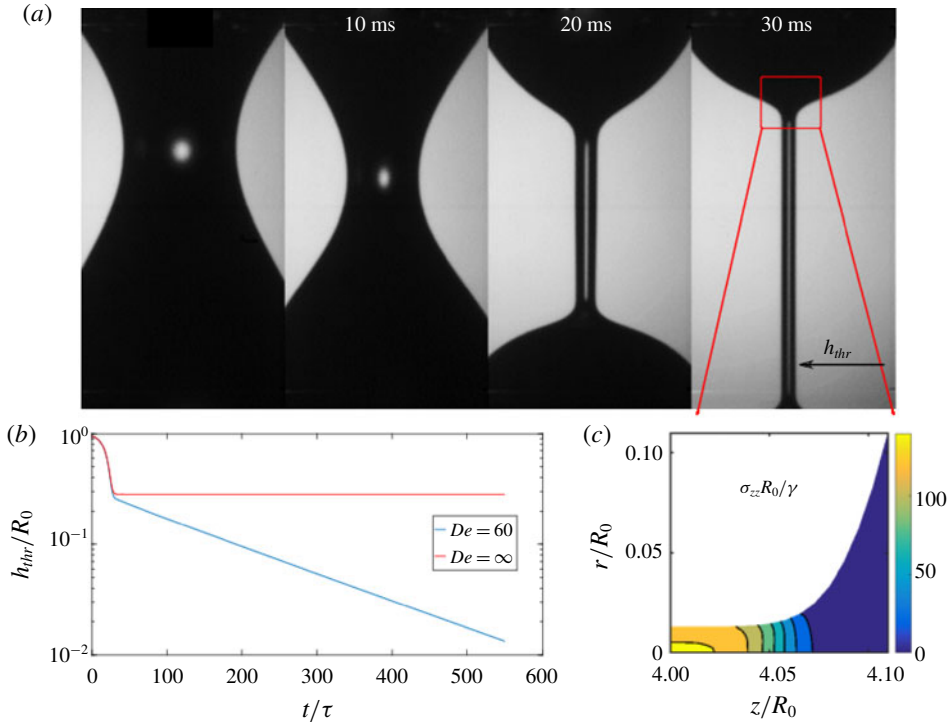 (a)
10 ms
20 ms
30 ms
h_thr
(b)
10^0
10^−1
10^−2
h_thr/R_0
De = 60
De = ∞
0
100
200
300
400
500
600
t/τ
(c)
0.10
0.05
0
r/R_0
σ_zz R_0/γ
4.00
4.05
4.10
z/R_0
100
50
0